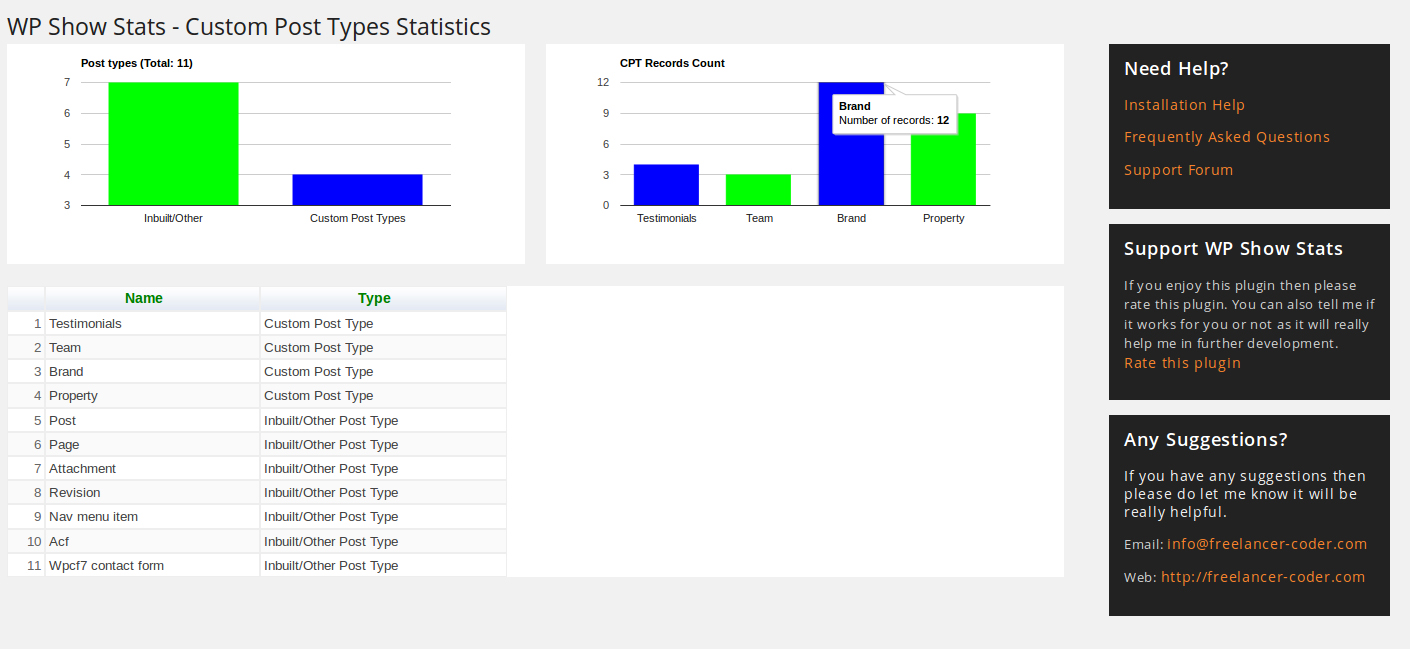 WP Show Stats - Custom Post Types Statistics
Post types (Total: 11)
7
6
5
4
3
Inbuilt/Other
Custom Post Types
CPT Records Count
12
9
6
3
0
Brand
Number of records: 12
Testimonials
Team
Brand
Property
Name Type
1 Testimonials Custom Post Type
2 Team Custom Post Type
3 Brand Custom Post Type
4 Property Custom Post Type
5 Post Inbuilt/Other Post Type
6 Page Inbuilt/Other Post Type
7 Attachment Inbuilt/Other Post Type
8 Revision Inbuilt/Other Post Type
9 Nav menu item Inbuilt/Other Post Type
10 Acf Inbuilt/Other Post Type
11 Wpcf7 contact form Inbuilt/Other Post Type
Need Help?
Installation Help
Frequently Asked Questions
Support Forum
Support WP Show Stats
If you enjoy this plugin then please
rate this plugin. You can also tell me if
it works for you or not as it will really
help me in further development.
Rate this plugin
Any Suggestions?
If you have any suggestions then
please do let me know it will be
really helpful.
Email: info@freelancer-coder.com
Web: http://freelancer-coder.com